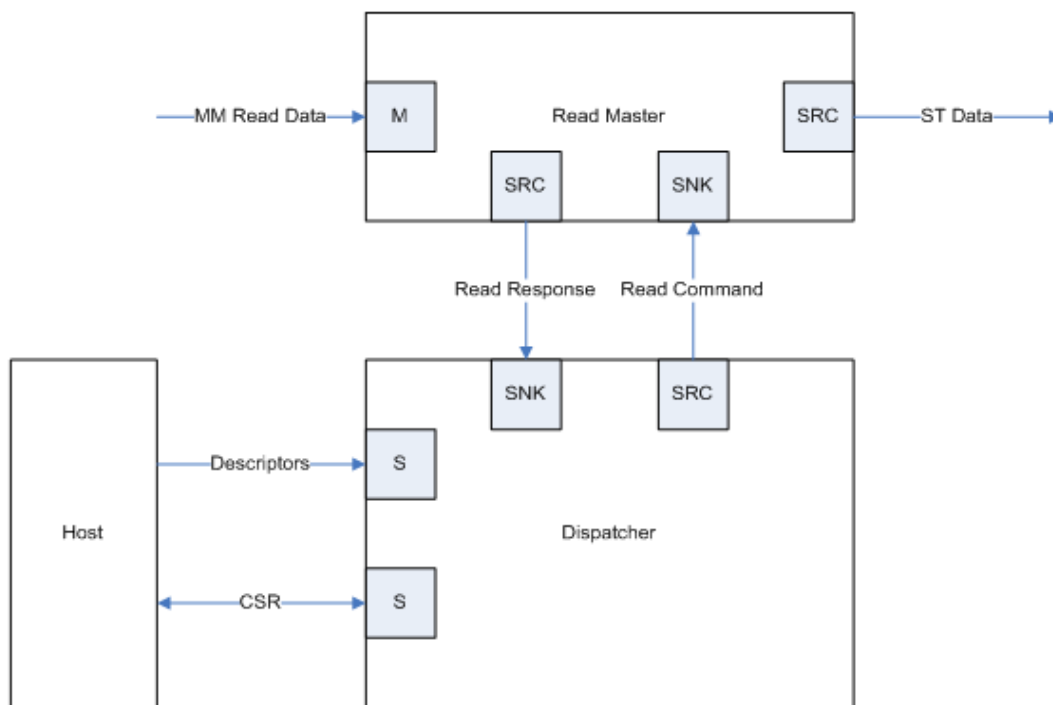 MM Read Data
M
Read Master
SRC
ST Data
SRC
SNK
Read Response
Read Command
SNK
SRC
Descriptors
S
Host
Dispatcher
CSR
S